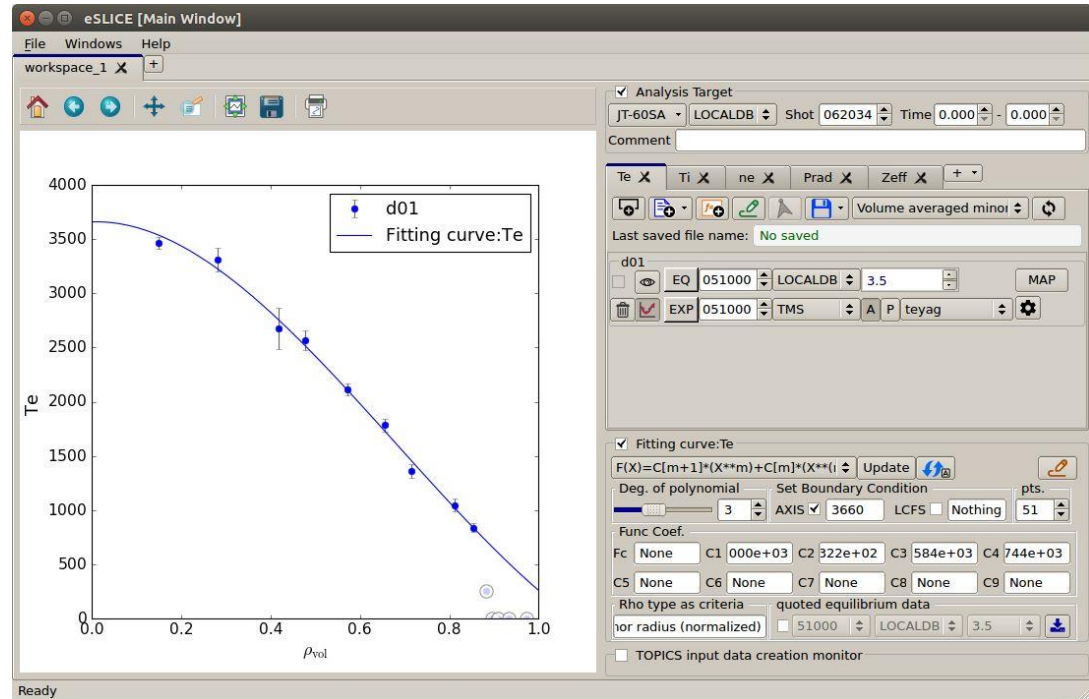 eSLICE [Main Window]
File Windows Help
workspace_1
Analysis Target
JT-60SA LOCALDB Shot 062034 Time 0.000 - 0.000
Comment
Te Ti ne Prad Zeff +
Volume averaged minor
Last saved file name: No saved
d01
EQ 051000 LOCALDB 3.5 MAP
EXP 051000 TMS A P teyag
4000
3500
3000
2500
2000
1500
1000
500
0
0.0 0.2 0.4 0.6 0.8 1.0
Te
ρvol
d01
Fitting curve:Te
Fitting curve:Te
F(X)=C[m+1]*(X**m)+C[m]*(X**(i Update
Deg. of polynomial Set Boundary Condition pts.
3 AXIS 3660 LCFS Nothing 51
Func Coef.
Fc None C1 000e+03 C2 322e+02 C3 584e+03 C4 744e+03
C5 None C6 None C7 None C8 None C9 None
Rho type as criteria quoted equilibrium data
nor radius (normalized) 51000 LOCALDB 3.5
TOPICS input data creation monitor
Ready